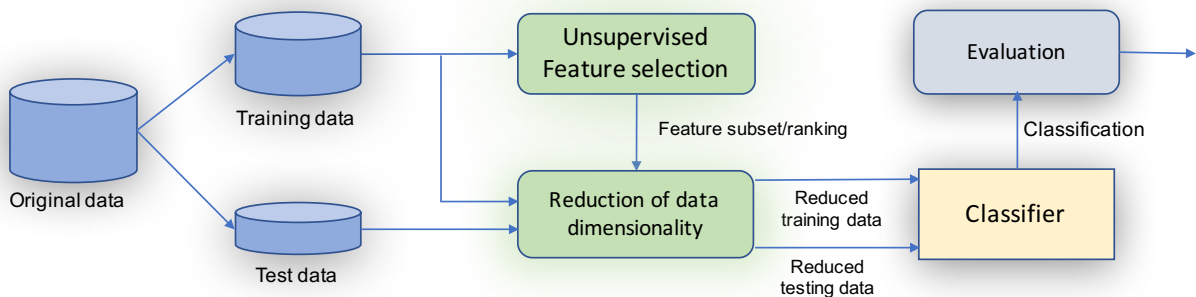 Original data
Training data
Test data
Unsupervised
Feature selection
Feature subset/ranking
Reduction of data
dimensionality
Reduced
training data
Reduced
testing data
Classifier
Classification
Evaluation